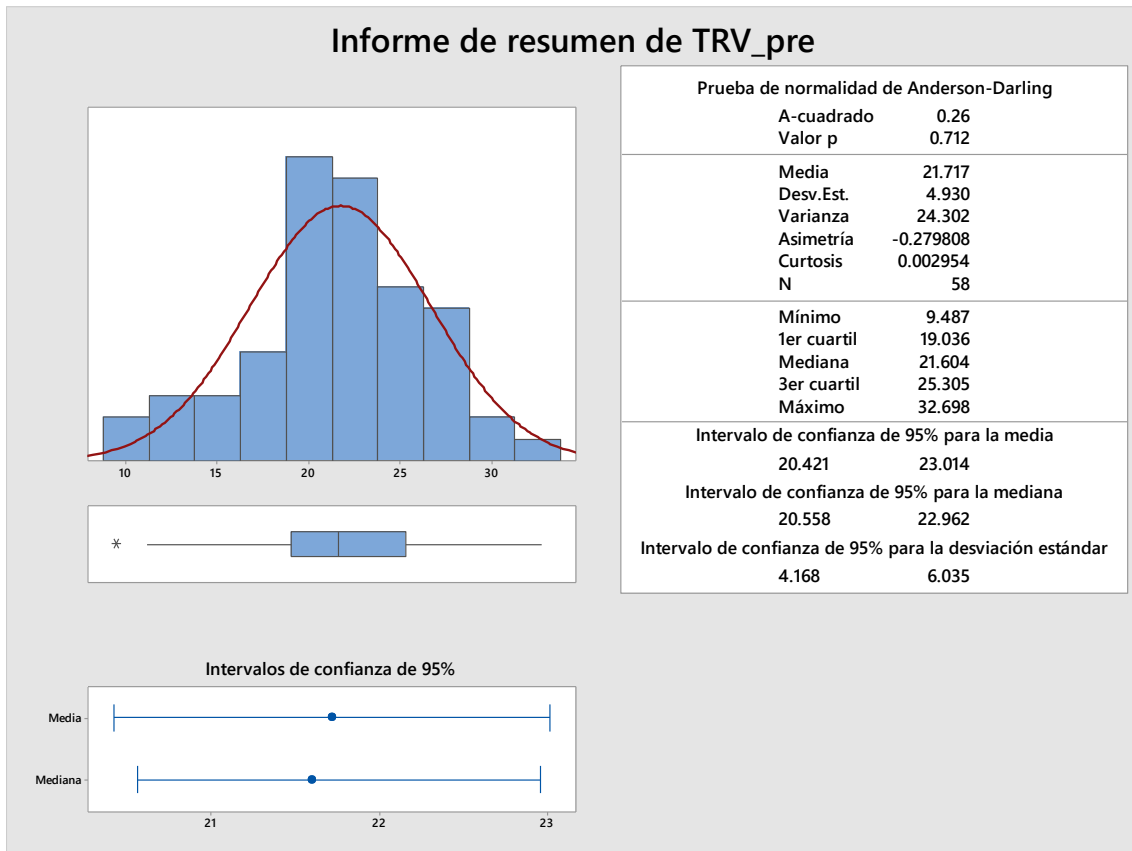 Informe de resumen de TRV_pre
10 15 20 25 30
*
Intervalos de confianza de 95%
Media
Mediana
21 22 23
Prueba de normalidad de Anderson-Darling
A-cuadrado 0.26
Valor p 0.712
Media 21.717
Desv.Est. 4.930
Varianza 24.302
Asimetría -0.279808
Curtosis 0.002954
N 58
Mínimo 9.487
1er cuartil 19.036
Mediana 21.604
3er cuartil 25.305
Máximo 32.698
Intervalo de confianza de 95% para la media
20.421 23.014
Intervalo de confianza de 95% para la mediana
20.558 22.962
Intervalo de confianza de 95% para la desviación estándar
4.168 6.035